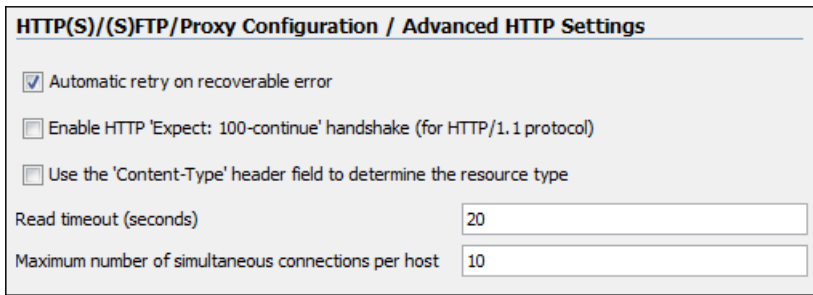 HTTP(S)/(S)FTP/Proxy Configuration / Advanced HTTP Settings
Automatic retry on recoverable error
Enable HTTP 'Expect: 100-continue' handshake (for HTTP/1.1 protocol)
Use the 'Content-Type' header field to determine the resource type
Read timeout (seconds) 20
Maximum number of simultaneous connections per host 10